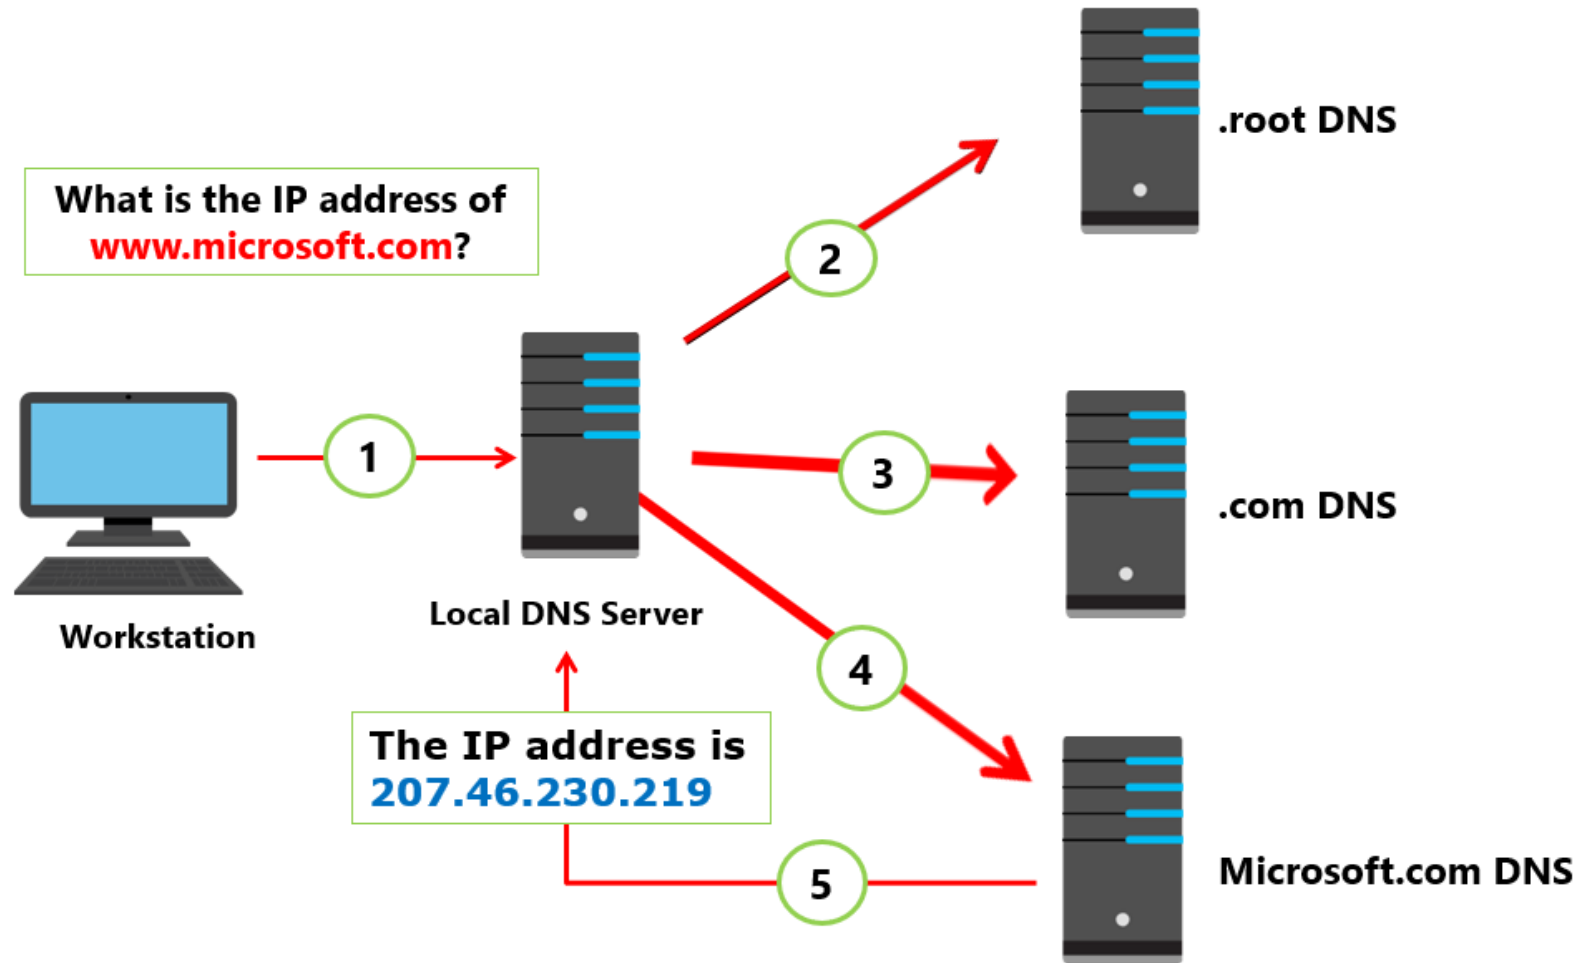 .root DNS
What is the IP address of
www.microsoft.com?
2
1
3
.com DNS
Local DNS Server
Workstation
4
The IP address is
207.46.230.219
5
Microsoft.com DNS